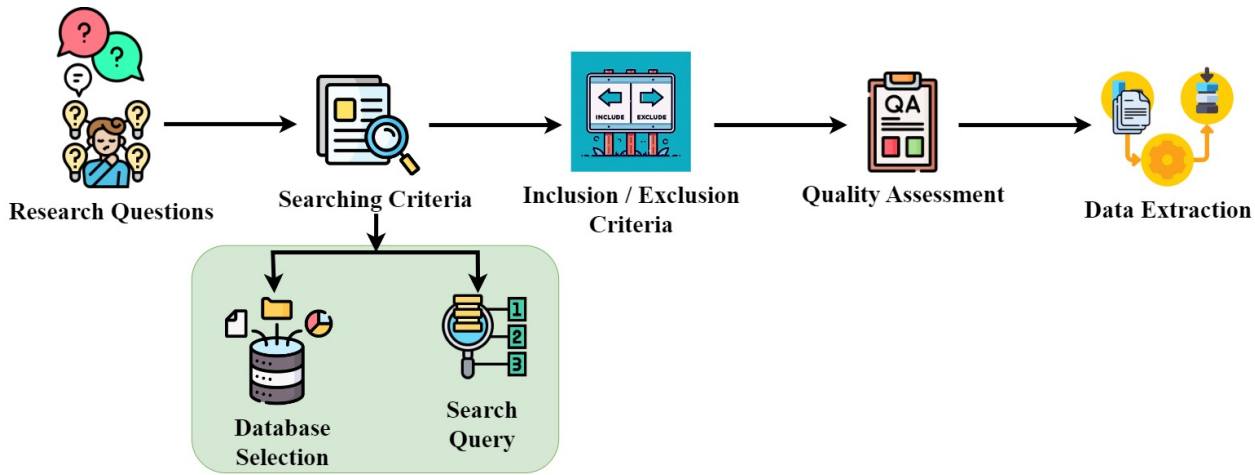 ?
?
? ?
? ?
INCLUDE EXCLUDE
QA
Research Questions
Searching Criteria
Inclusion / Exclusion
Criteria
Quality Assessment
Data Extraction
1
2
3
Database
Selection
Search
Query